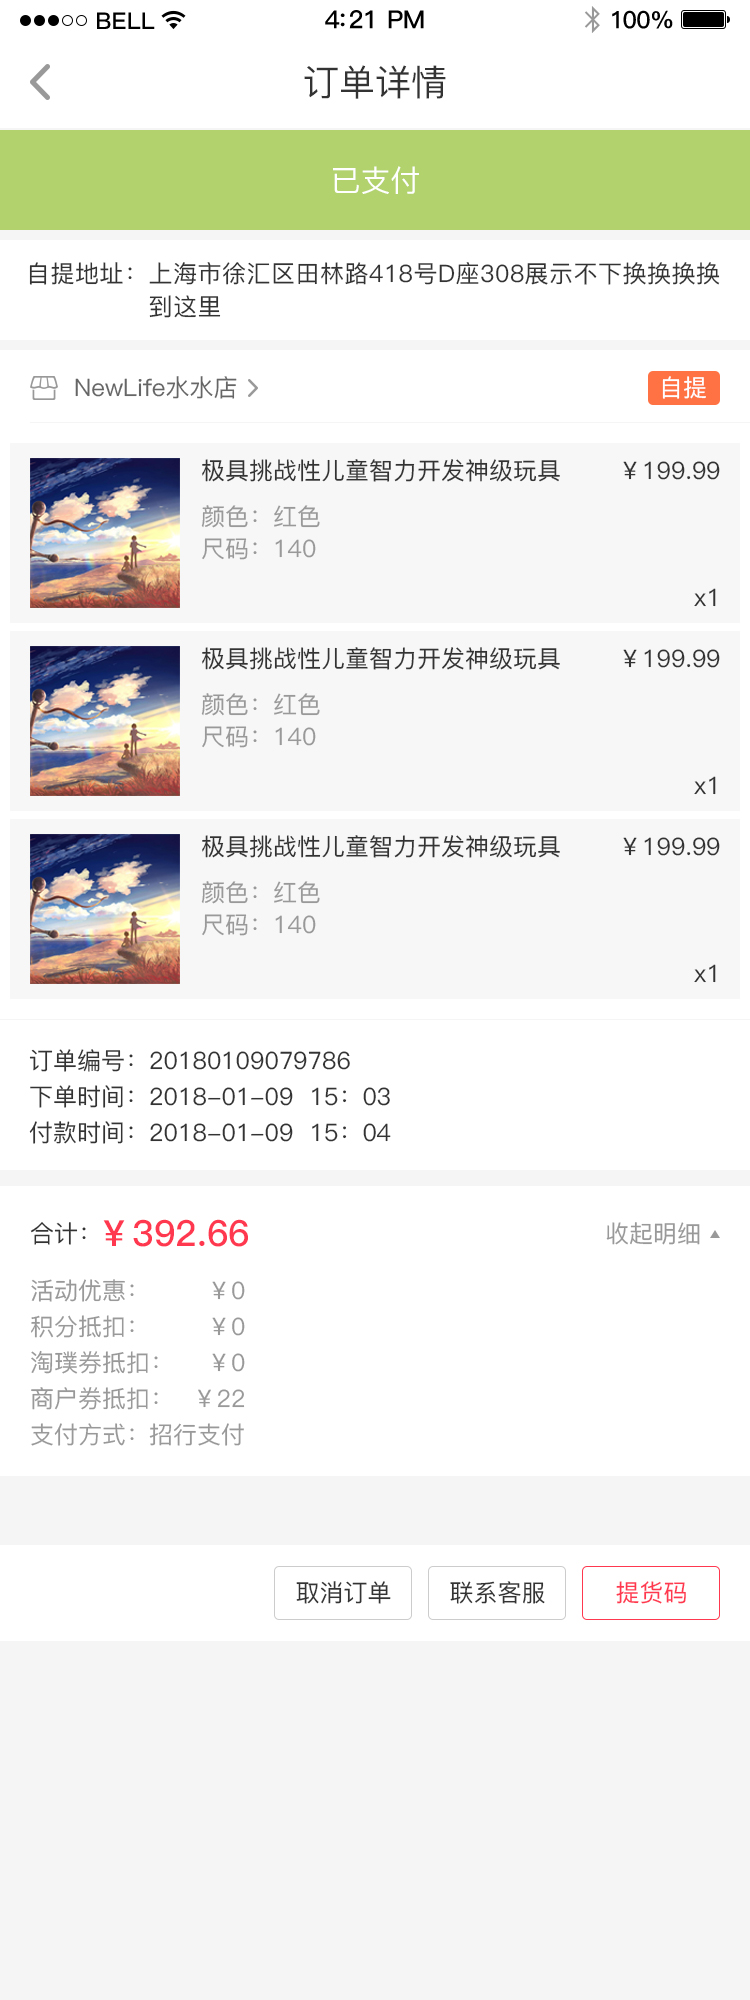 BELL 4:21 PM 100%
订单详情
已支付
自提地址：上海市徐汇区田林路418号D座308展示不下换换换换
到这里
NewLife水水店 自提
极具挑战性儿童智力开发神级玩具 ¥199.99
颜色：红色
尺码：140
x1
极具挑战性儿童智力开发神级玩具 ¥199.99
颜色：红色
尺码：140
x1
极具挑战性儿童智力开发神级玩具 ¥199.99
颜色：红色
尺码：140
x1
订单编号：20180109079786
下单时间：2018-01-09 15：03
付款时间：2018-01-09 15：04
合计：¥392.66 收起明细
活动优惠： ¥0
积分抵扣： ¥0
淘璞券抵扣： ¥0
商户券抵扣： ¥22
支付方式：招行支付
取消订单 联系客服 提货码